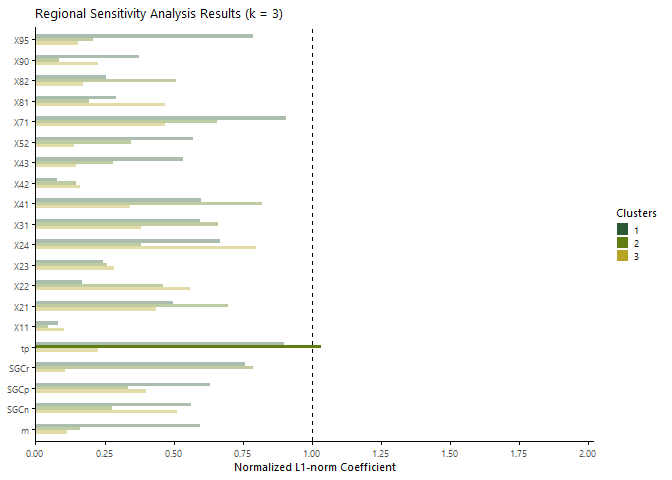 Regional Sensitivity Analysis Results (k = 3)
X95
X90
X82
X81
X71
X52
X43
X42
X41
X31
X24
X23
X22
X21
X11
tp
SGCr
SGCp
SGCn
m
Clusters
1
2
3
0.00 0.25 0.50 0.75 1.00 1.25 1.50 1.75 2.00
Normalized L1-norm Coefficient